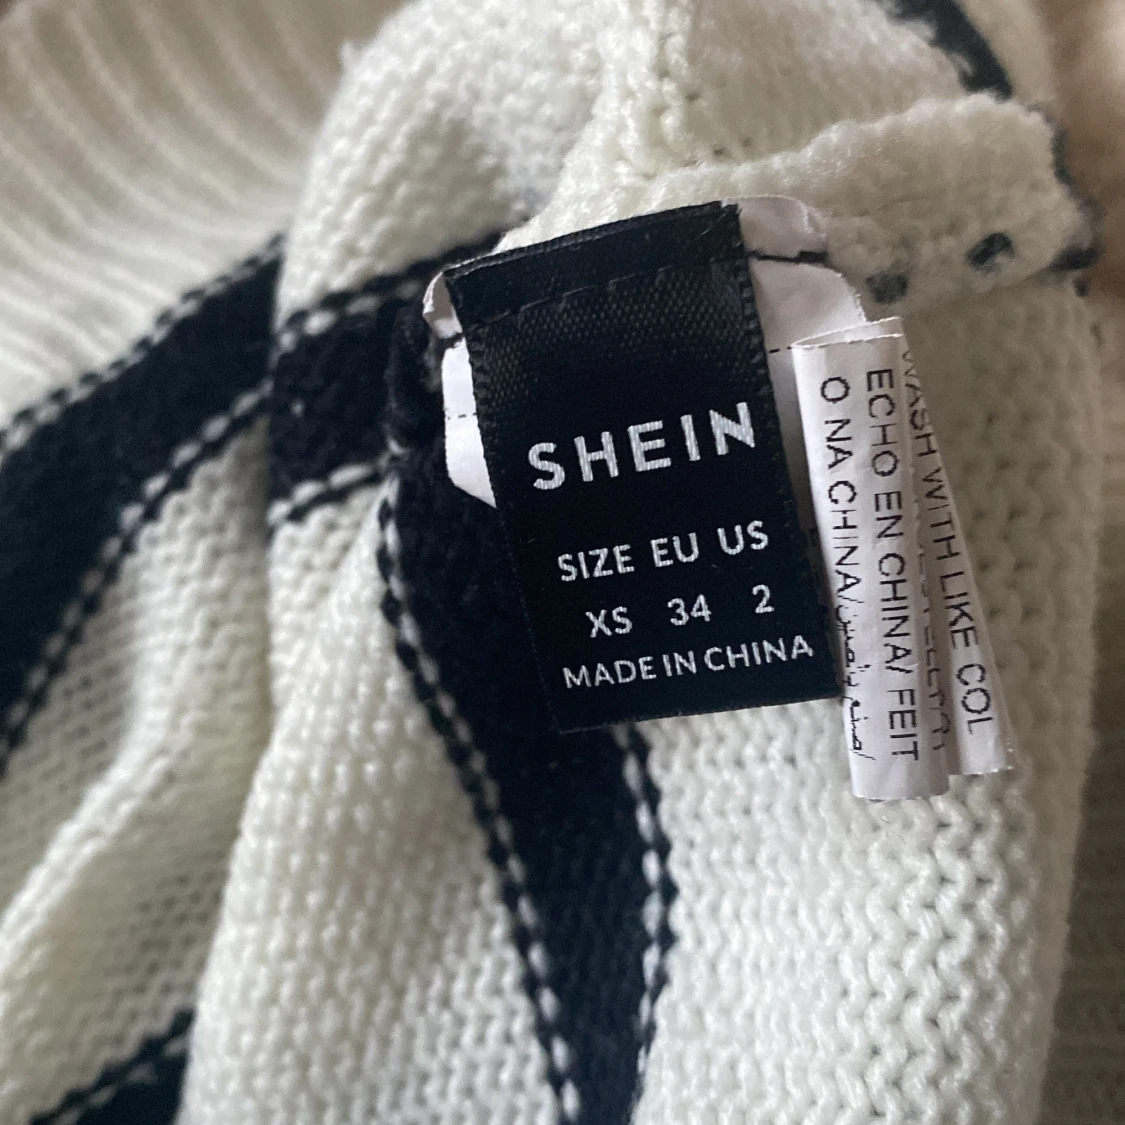 SHEIN
SIZE EU US
XS 34 2
MADE IN CHINA
WASH WITH LIKE COL
ECHO EN CHINA/ FEIT
O NA CHINA/